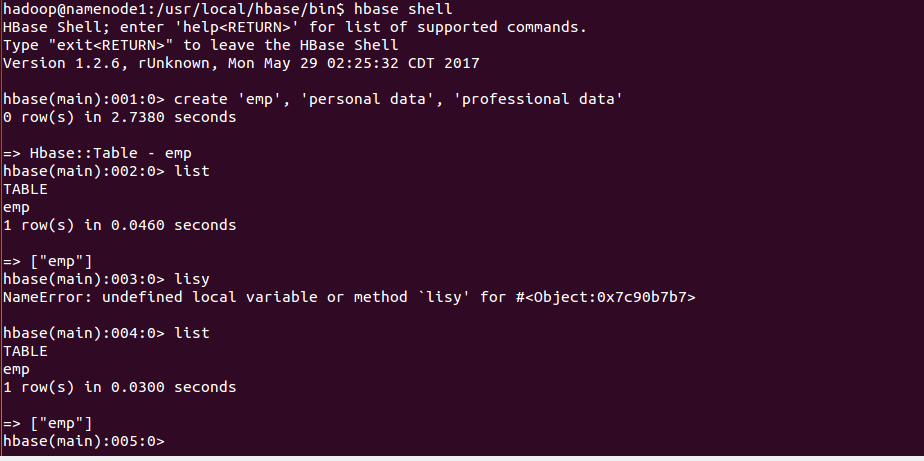 hadoop@namenode1:/usr/local/hbase/bin$ hbase shell
HBase Shell; enter 'help<RETURN>' for list of supported commands.
Type "exit<RETURN>" to leave the HBase Shell
Version 1.2.6, rUnknown, Mon May 29 02:25:32 CDT 2017
hbase(main):001:0> create 'emp', 'personal data', 'professional data'
0 row(s) in 2.7380 seconds
=> Hbase::Table - emp
hbase(main):002:0> list
TABLE
emp
1 row(s) in 0.0460 seconds
=> ["emp"]
hbase(main):003:0> lisy
NameError: undefined local variable or method `lisy' for #<Object:0x7c90b7b7>
hbase(main):004:0> list
TABLE
emp
1 row(s) in 0.0300 seconds
=> ["emp"]
hbase(main):005:0>